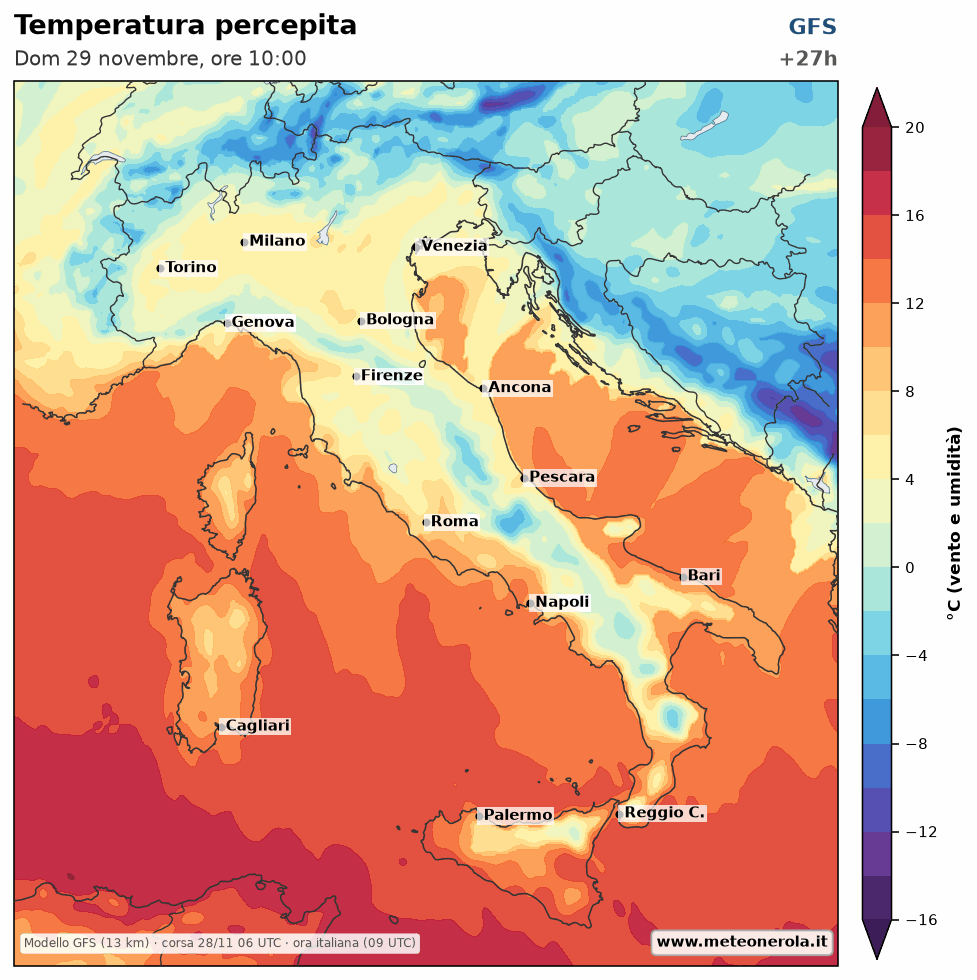 Temperatura percepita
GFS
Dom 29 novembre, ore 10:00
+27h
Milano
Venezia
Torino
Genova
Bologna
Firenze
Ancona
Pescara
Roma
Bari
Napoli
Cagliari
Palermo
Reggio C.
Modello GFS (13 km) · corsa 28/11 06 UTC · ora italiana (09 UTC)
www.meteonerola.it
20
16
12
8
4
0
−4
−8
−12
−16
°C (vento e umidità)